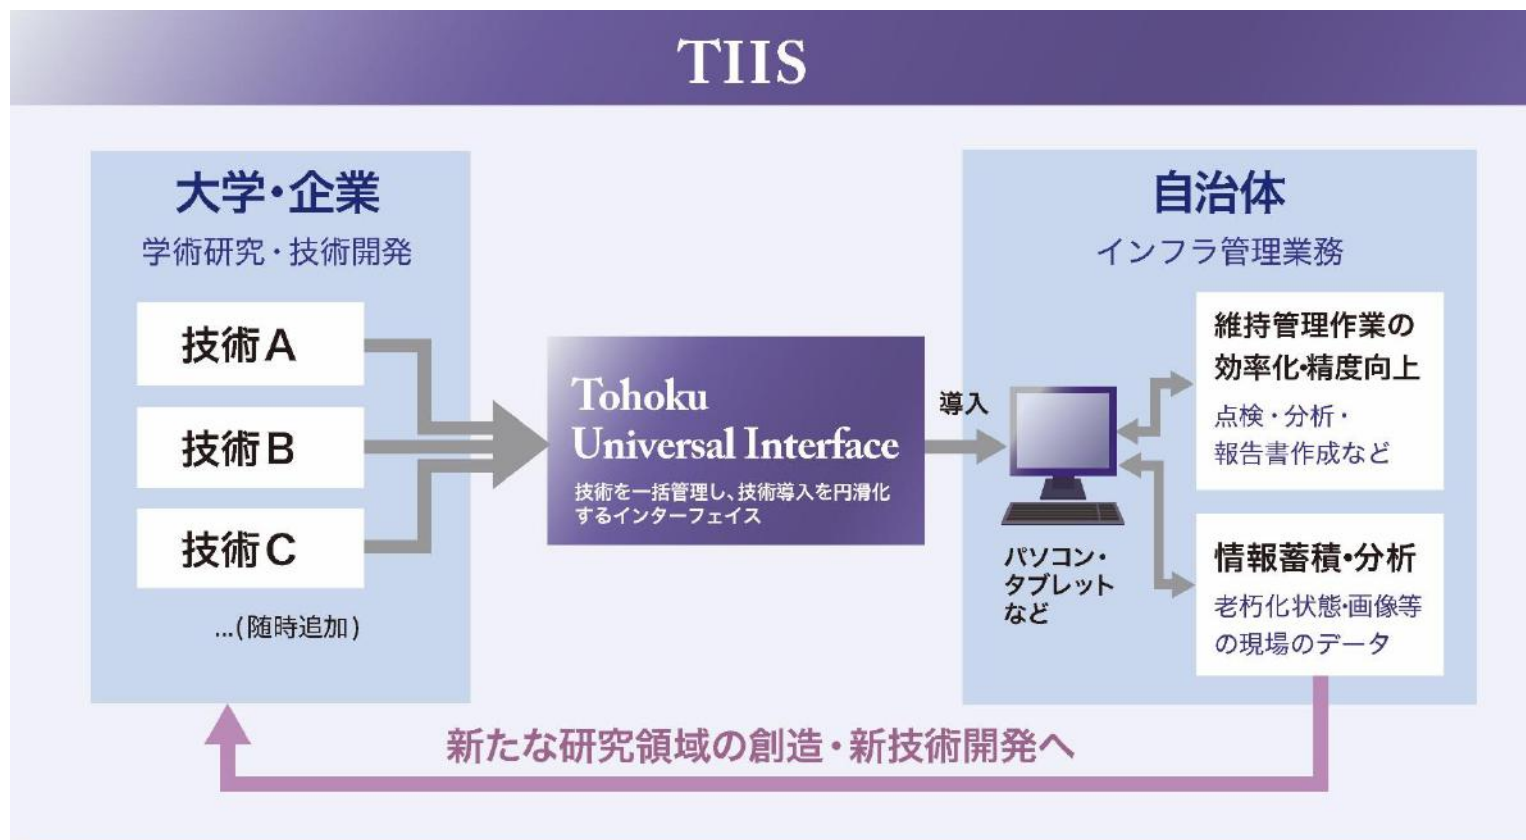 TIIS
大学・企業
学術研究・技術開発
技術A
技術B
技術C
...(随時追加)
Tohoku
Universal Interface
技術を一括管理し、技術導入を円滑化
するインターフェイス
導入
自治体
インフラ管理業務
パソコン・
タブレット
など
維持管理作業の
効率化・精度向上
点検・分析・
報告書作成など
情報蓄積・分析
老朽化状態・画像等
の現場のデータ
新たな研究領域の創造・新技術開発へ